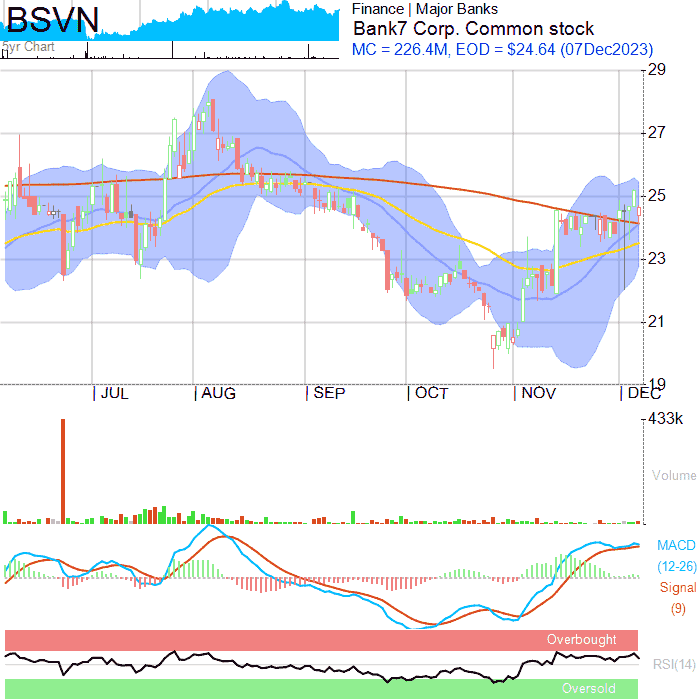 BSVN
5yr Chart
Finance | Major Banks
Bank7 Corp. Common stock
MC = 226.4M, EOD = $24.64 (07Dec2023)
29
27
25
23
21
19
JUL AUG SEP OCT NOV DEC
433k
Volume
MACD
(12-26)
Signal
(9)
Overbought
RSI(14)
Oversold